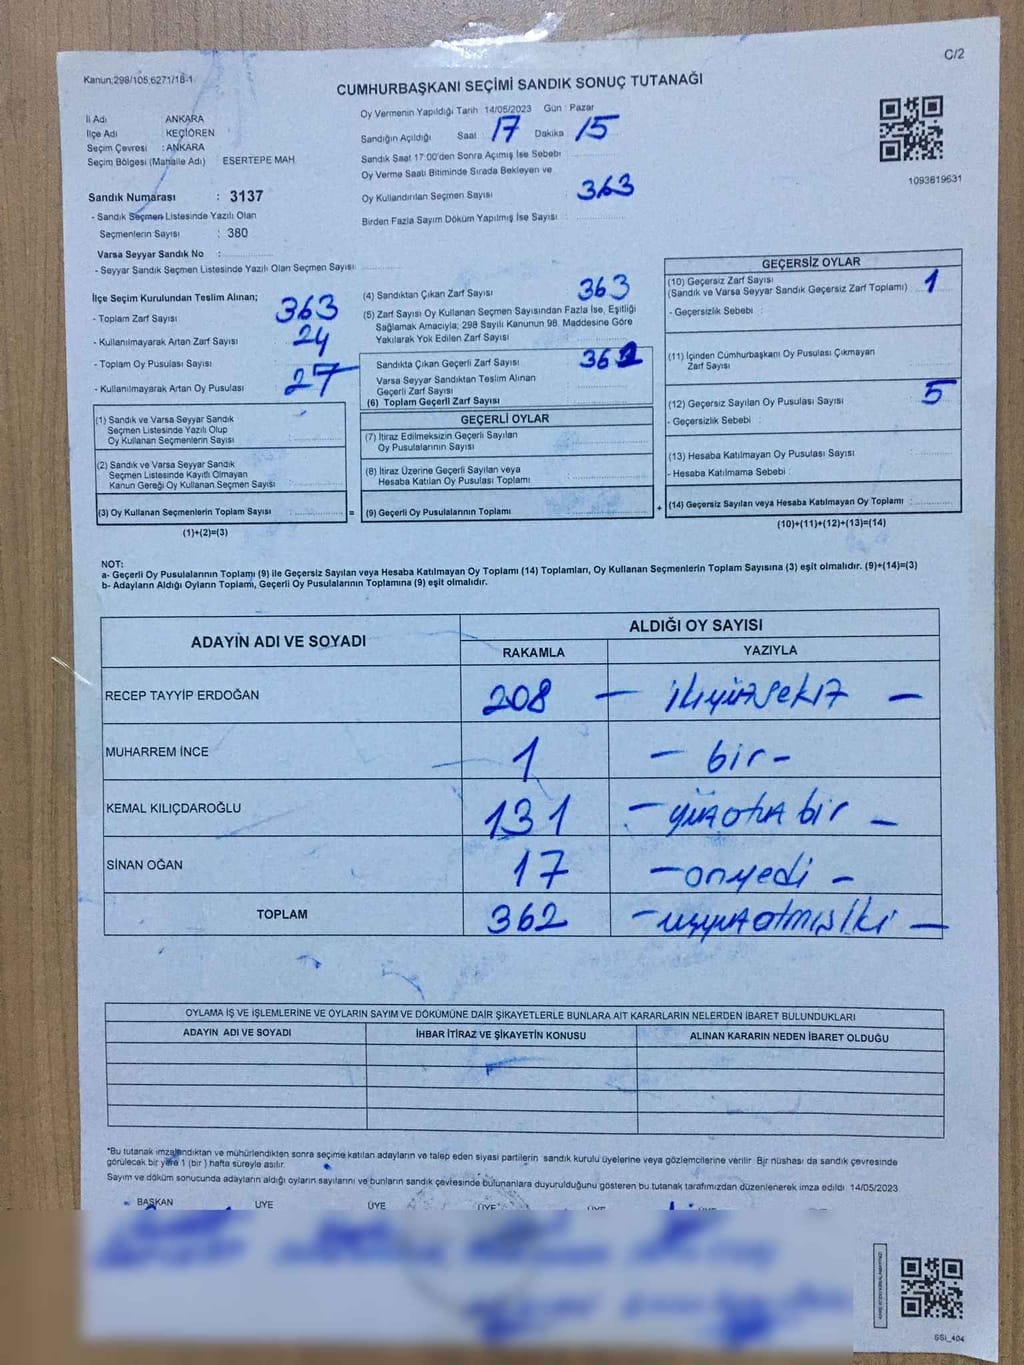 C/2
Kanun;298/105,6271/18-1
CUMHURBAŞKANI SEÇİMİ SANDIK SONUÇ TUTANAĞI
İl Adı ANKARA
İlçe Adı KEÇİÖREN
Seçim Çevresi : ANKARA
Seçim Bölgesi (Mahalle Adı) ESERTEPE MAH
Sandık Numarası : 3137
- Sandık Seçmen Listesinde Yazılı Olan
Seçmenlerin Sayısı : 380
Varsa Seyyar Sandık No :
- Seyyar Sandık Seçmen Listesinde Yazılı Olan Seçmen Sayısı
Oy Vermenin Yapıldığı Tarih 14/05/2023 Gün : Pazar
Sandığın Açıldığı Saat 17 Dakika 15
Sandık Saat 17:00'den Sonra Açımış İse Sebebi
Oy Verme Saati Bitiminde Sırada Bekleyen ve
Oy Kullandırılan Seçmen Sayısı : 363
Birden Fazla Sayım Döküm Yapılmış İse Sayısı :
1093819631
İlçe Seçim Kurulundan Teslim Alınan;
- Toplam Zarf Sayısı 363
- Kullanılmayarak Artan Zarf Sayısı 24
- Toplam Oy Pusulası Sayısı
- Kullanılmayarak Artan Oy Pusulası 27
(1) Sandık ve Varsa Seyyar Sandık
Seçmen Listesinde Yazılı Olup
Oy Kullanan Seçmenlerin Sayısı :
(2) Sandık ve Varsa Seyyar Sandık
Seçmen Listesinde Kayıtlı Olmayan
Kanun Gereği Oy Kullanan Seçmen Sayısı :
(3) Oy Kullanan Seçmenlerin Toplam Sayısı :
(1)+(2)=(3)
=
(4) Sandıktan Çıkan Zarf Sayısı 363
(5) Zarf Sayısı Oy Kullanan Seçmen Sayısından Fazla İse, Eşitliği
Sağlamak Amacıyla; 298 Sayılı Kanunun 98. Maddesine Göre
Yakılarak Yok Edilen Zarf Sayısı
Sandıkta Çıkan Geçerli Zarf Sayısı 362
Varsa Seyyar Sandıktan Teslim Alınan
Geçerli Zarf Sayısı
(6) Toplam Geçerli Zarf Sayısı
GEÇERLİ OYLAR
(7) İtiraz Edilmeksizin Geçerli Sayılan
Oy Pusulalarının Sayısı
(8) İtiraz Üzerine Geçerli Sayılan veya
Hesaba Katılan Oy Pusulası Toplamı
(9) Geçerli Oy Pusulalarının Toplamı
+
GEÇERSİZ OYLAR
(10) Geçersiz Zarf Sayısı
(Sandık ve Varsa Seyyar Sandık Geçersiz Zarf Toplamı) 1
- Geçersizlik Sebebi :
(11) İçinden Cumhurbaşkanı Oy Pusulası Çıkmayan
Zarf Sayısı
(12) Geçersiz Sayılan Oy Pusulası Sayısı 5
- Geçersizlik Sebebi :
(13) Hesaba Katılmayan Oy Pusulası Sayısı
- Hesaba Katılmama Sebebi :
(14) Geçersiz Sayılan veya Hesaba Katılmayan Oy Toplamı :
(10)+(11)+(12)+(13)=(14)
NOT:
a- Geçerli Oy Pusulalarının Toplamı (9) ile Geçersiz Sayılan veya Hesaba Katılmayan Oy Toplamı (14) Toplamları, Oy Kullanan Seçmenlerin Toplam Sayısına (3) eşit olmalıdır. (9)+(14)=(3)
b- Adayların Aldığı Oyların Toplamı, Geçerli Oy Pusulalarının Toplamına (9) eşit olmalıdır.
ADAYIN ADI VE SOYADI ALDIĞI OY SAYISI
RAKAMLA YAZIYLA
RECEP TAYYİP ERDOĞAN 208 — ikiyüzsekiz —
MUHARREM İNCE 1 — bir —
KEMAL KILIÇDAROĞLU 131 — yüzotuzbir —
SİNAN OĞAN 17 — onyedi —
TOPLAM 362 — üçyüzatmışiki —
OYLAMA İŞ VE İŞLEMLERİNE VE OYLARIN SAYIM VE DÖKÜMÜNE DAİR ŞİKAYETLERLE BUNLARA AİT KARARLARIN NELERDEN İBARET BULUNDUKLARI
ADAYIN ADI VE SOYADI İHBAR İTİRAZ VE ŞİKAYETİN KONUSU ALINAN KARARIN NEDEN İBARET OLDUĞU
*Bu tutanak imzalandıktan ve mühürlendikten sonra seçime katılan adayların ve talep eden siyasi partilerin sandık kurulu üyelerine veya gözlemcilerine verilir. Bir nüshası da sandık çevresinde
görülecek bir yere 1 (bir ) hafta süreyle asılır.
Sayım ve döküm sonucunda adayların aldığı oyların sayılarını ve bunların sandık çevresinde bulunanlara duyurulduğunu gösteren bu tutanak tarafımızdan düzenlenerek imza edildi. 14/05/2023
BAŞKAN ÜYE ÜYE ÜYE ÜYE
SSİ_404